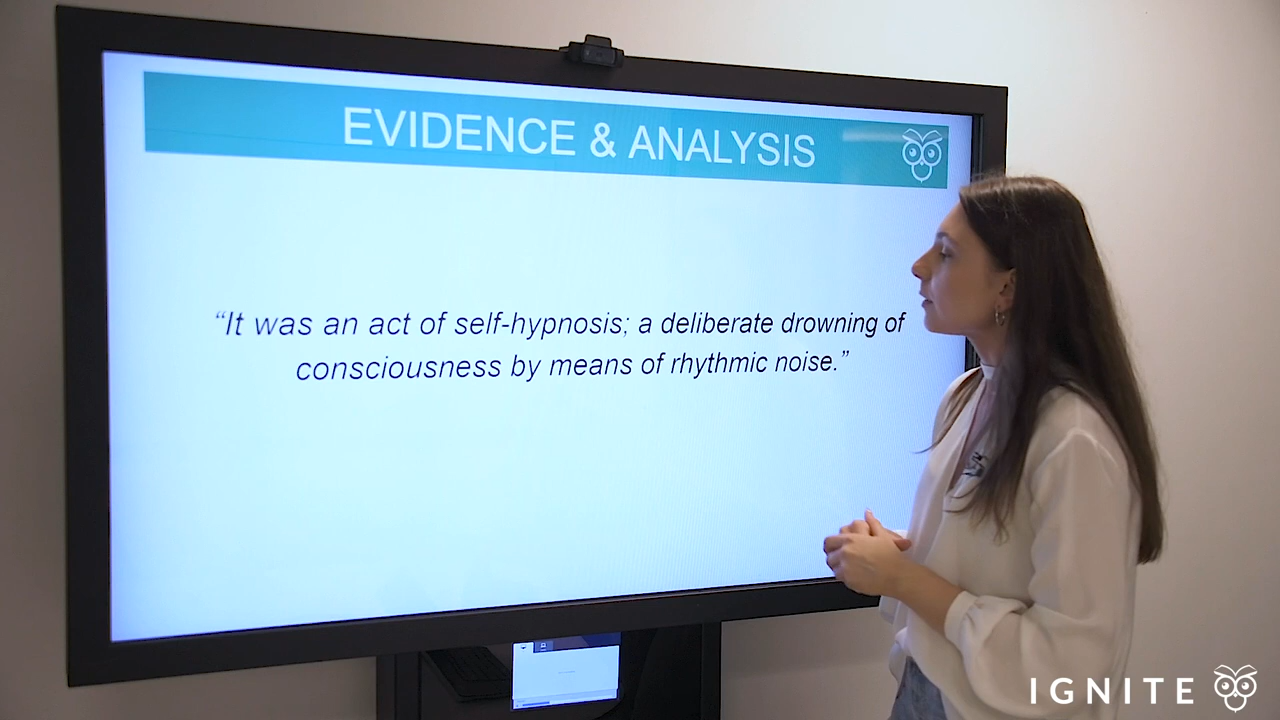 EVIDENCE & ANALYSIS
“It was an act of self-hypnosis; a deliberate drowning of
consciousness by means of rhythmic noise.”
IGNITE